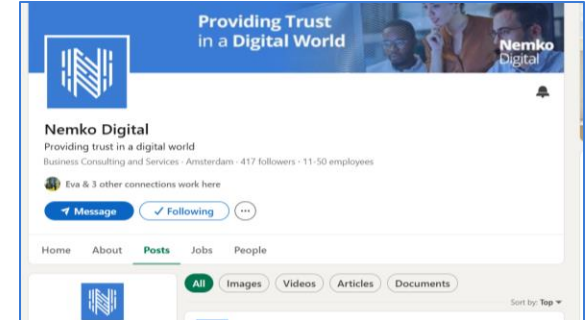 Providing Trust
in a Digital World
Nemko
Digital
Nemko Digital
Providing trust in a digital world
Business Consulting and Services · Amsterdam · 417 followers · 11-50 employees
Eva & 3 other connections work here
Message
Following
Home About Posts Jobs People
All Images Videos Articles Documents
Sort by: Top